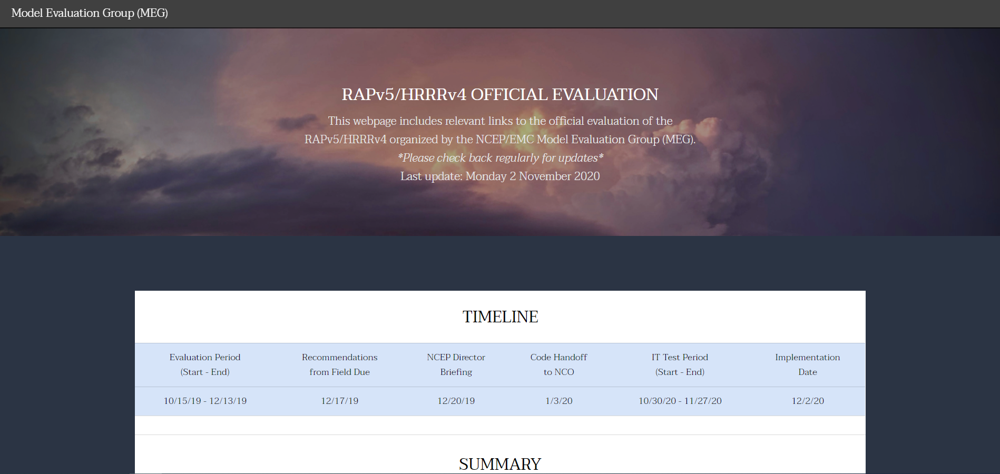 Model Evaluation Group (MEG)
RAPv5/HRRRv4 OFFICIAL EVALUATION
This webpage includes relevant links to the official evaluation of the
RAPv5/HRRRv4 organized by the NCEP/EMC Model Evaluation Group (MEG).
*Please check back regularly for updates*
Last update: Monday 2 November 2020
TIMELINE
Evaluation Period
(Start - End)
Recommendations
from Field Due
NCEP Director
Briefing
Code Handoff
to NCO
IT Test Period
(Start - End)
Implementation
Date
10/15/19 - 12/13/19
12/17/19
12/20/19
1/3/20
10/30/20 - 11/27/20
12/2/20
SUMMARY